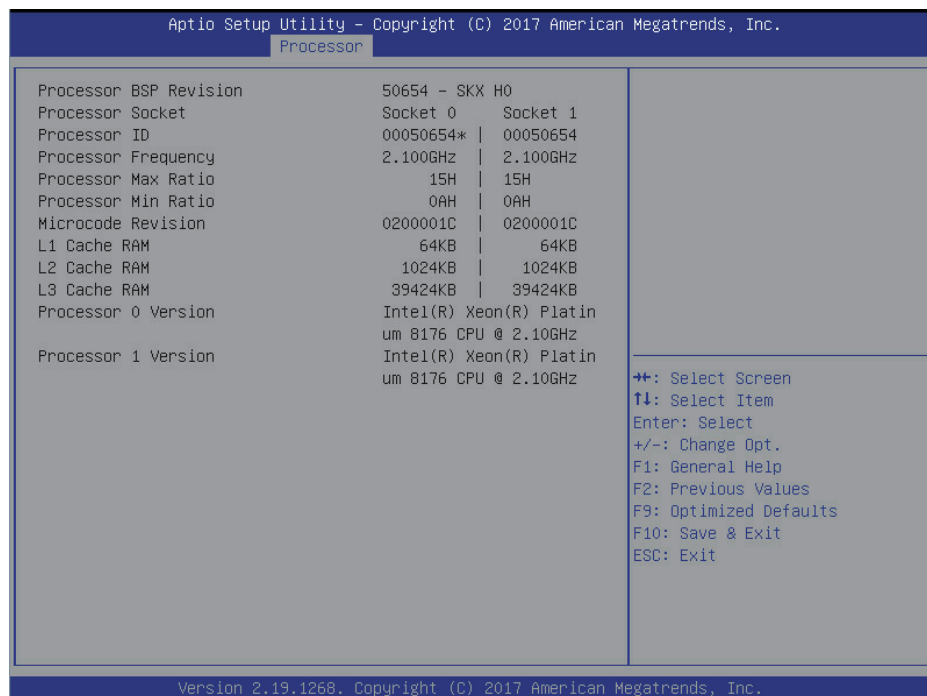 Aptio Setup Utility – Copyright (C) 2017 American Megatrends, Inc.
Processor
Processor BSP Revision 50654 - SKX H0
Processor Socket Socket 0 Socket 1
Processor ID 00050654* | 00050654
Processor Frequency 2.100GHz | 2.100GHz
Processor Max Ratio 15H | 15H
Processor Min Ratio 0AH | 0AH
Microcode Revision 0200001C | 0200001C
L1 Cache RAM 64KB | 64KB
L2 Cache RAM 1024KB | 1024KB
L3 Cache RAM 39424KB | 39424KB
Processor 0 Version Intel(R) Xeon(R) Platin
um 8176 CPU @ 2.10GHz
Processor 1 Version Intel(R) Xeon(R) Platin
um 8176 CPU @ 2.10GHz
→←: Select Screen
↑↓: Select Item
Enter: Select
+/-: Change Opt.
F1: General Help
F2: Previous Values
F9: Optimized Defaults
F10: Save & Exit
ESC: Exit
Version 2.19.1268. Copyright (C) 2017 American Megatrends, Inc.